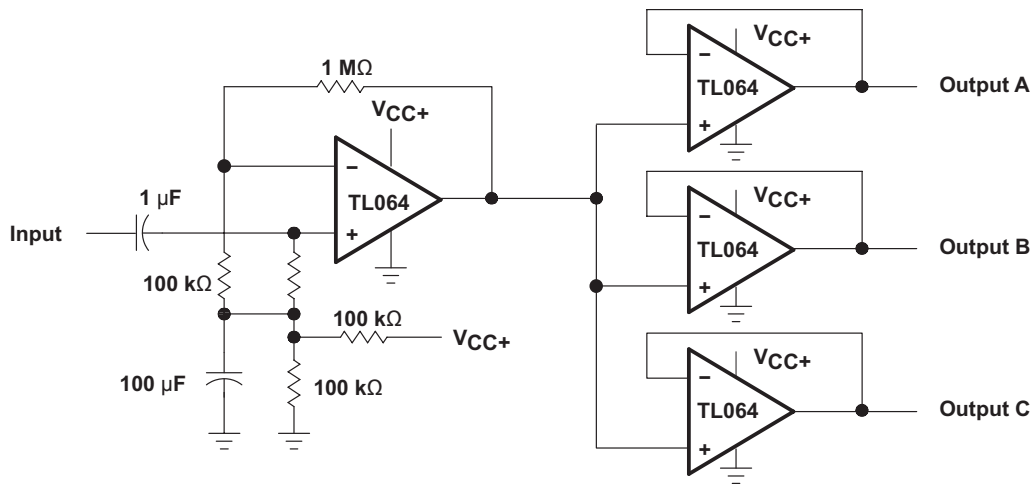 1 MΩ
VCC+
−
TL064
+
1 µF
Input
100 kΩ
100 kΩ
VCC+
100 µF
100 kΩ
VCC+
−
TL064
+
Output A
VCC+
−
TL064
+
Output B
VCC+
−
TL064
+
Output C